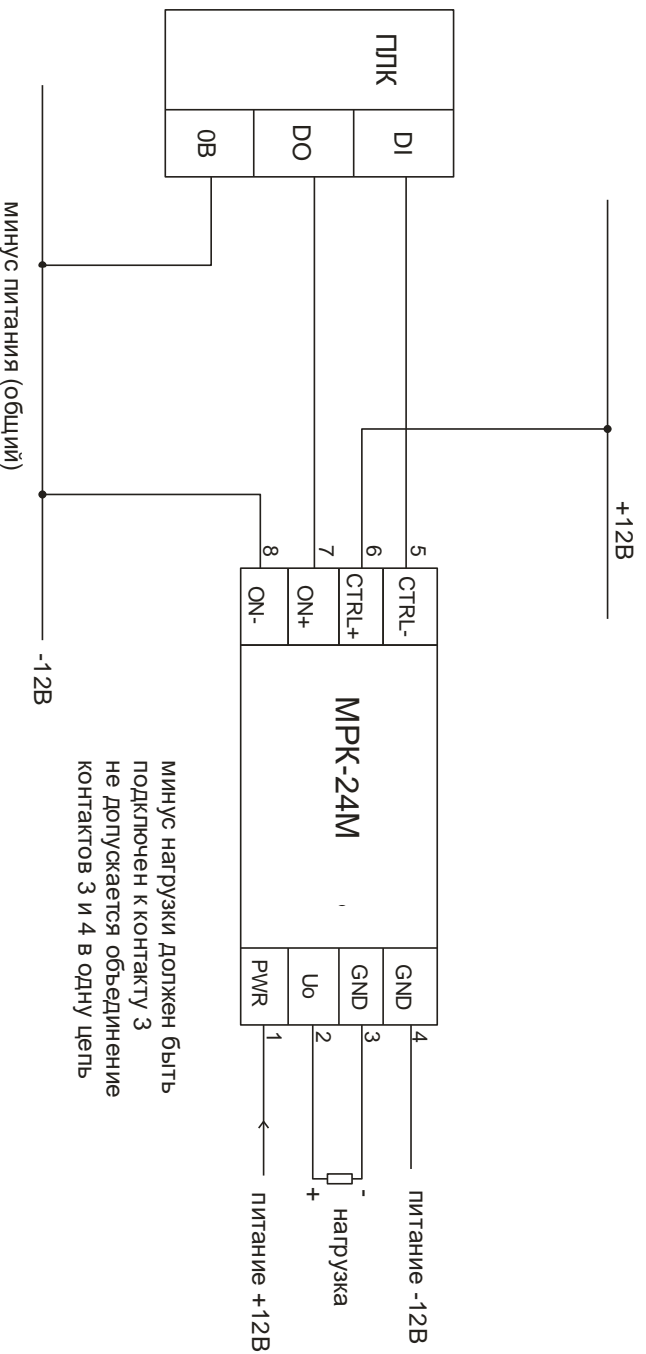 ПЛК
DI
DO
0В
+12В
-12В
минус питания (общий)
5
6
7
8
CTRL-
CTRL+
ON+
ON-
МРК-24М
GND
GND
Uo
PWR
4
3
2
1
питание -12В
-
+
нагрузка
питание +12В
минус нагрузки должен быть
подключен к контакту 3
не допускается объединение
контактов 3 и 4 в одну цепь